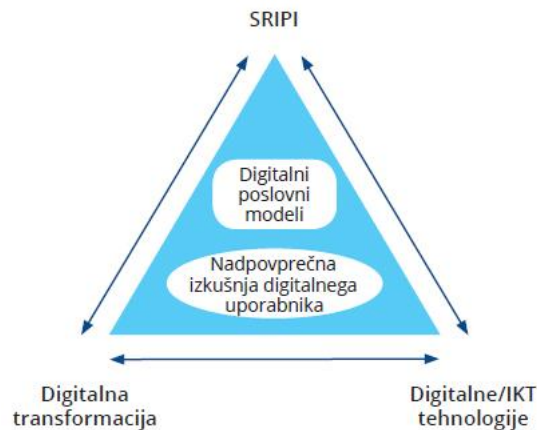 SRIPI
Digitalni
poslovni
modeli
Nadpovprečna
izkušnja digitalnega
uporabnika
Digitalna
transformacija
Digitalne/IKT
tehnologije